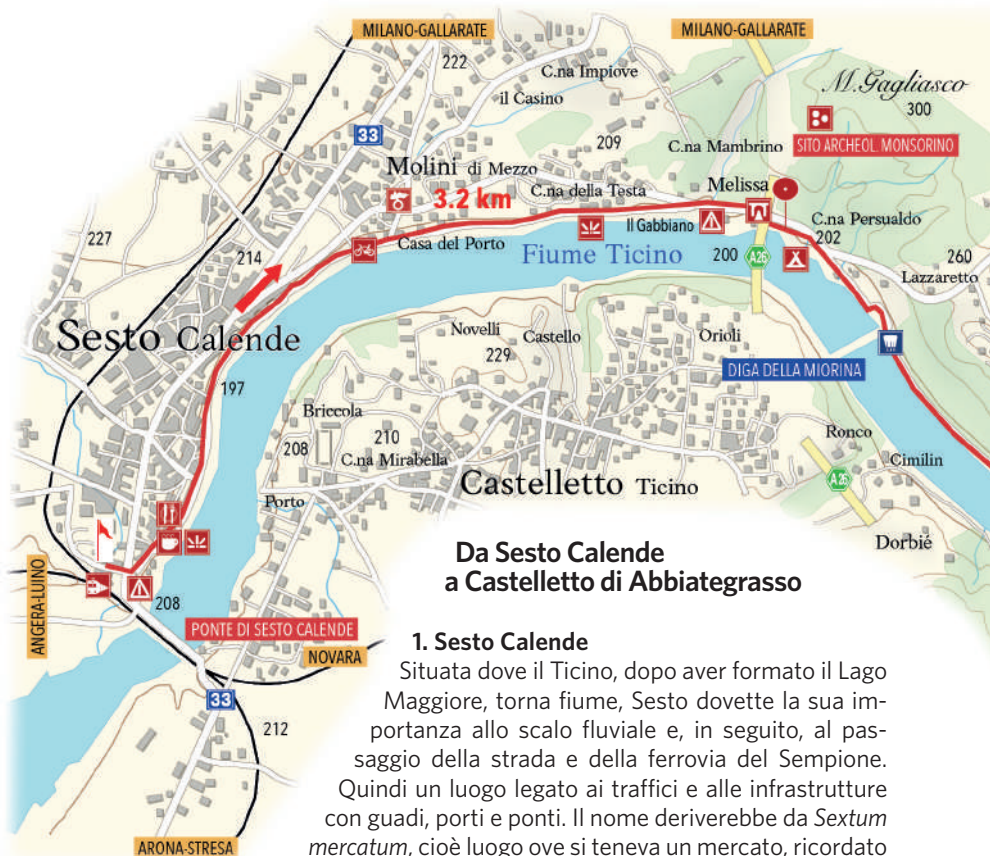 MILANO-GALLARATE
MILANO-GALLARATE
222
C.na Impiove
M. Gagliasco
300
il Casino
33
209
C.na Mambrino
SITO ARCHEOL. MONSORINO
Molini di Mezzo
C.na della Testa
Melissa
3.2 km
227
Casa del Porto
Il Gabbiano
C.na Persualdo
202
214
Fiume Ticino
200
A26
260
Lazzaretto
Sesto Calende
Novelli
Castello
Orioli
229
DIGA DELLA MIORINA
197
Briccola
208
210
C.na Mirabella
Ronco
Cimilin
Castelletto Ticino
A26
Porto
Dorbié
ANGERA-LUINO
208
PONTE DI SESTO CALENDE
NOVARA
33
212
ARONA-STRESA
Da Sesto Calende
a Castelletto di Abbiategrasso
1. Sesto Calende
Situata dove il Ticino, dopo aver formato il Lago
Maggiore, torna fiume, Sesto dovette la sua im-
portanza allo scalo fluviale e, in seguito, al pas-
saggio della strada e della ferrovia del Sempione.
Quindi un luogo legato ai traffici e alle infrastrutture
con guadi, porti e ponti. Il nome deriverebbe da Sextum
mercatum, cioè luogo ove si teneva un mercato, ricordato